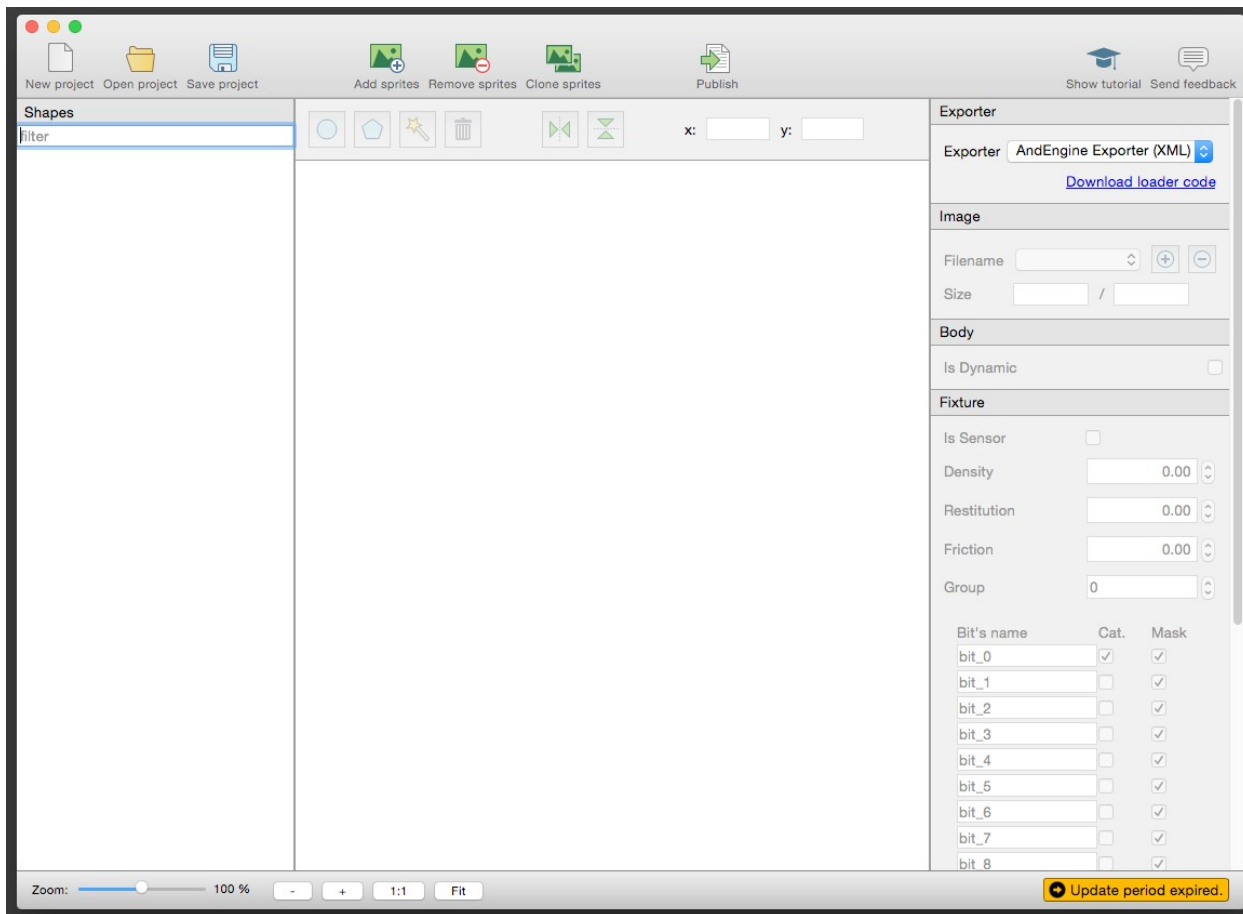 New project Open project Save project Add sprites Remove sprites Clone sprites Publish Show tutorial Send feedback
Shapes
filter
x: y:
Exporter
Exporter AndEngine Exporter (XML)
Download loader code
Image
Filename
Size /
Body
Is Dynamic
Fixture
Is Sensor
Density 0.00
Restitution 0.00
Friction 0.00
Group 0
Bit's name Cat. Mask
bit_0
bit_1
bit_2
bit_3
bit_4
bit_5
bit_6
bit_7
bit_8
Zoom: 100 % - + 1:1 Fit Update period expired.